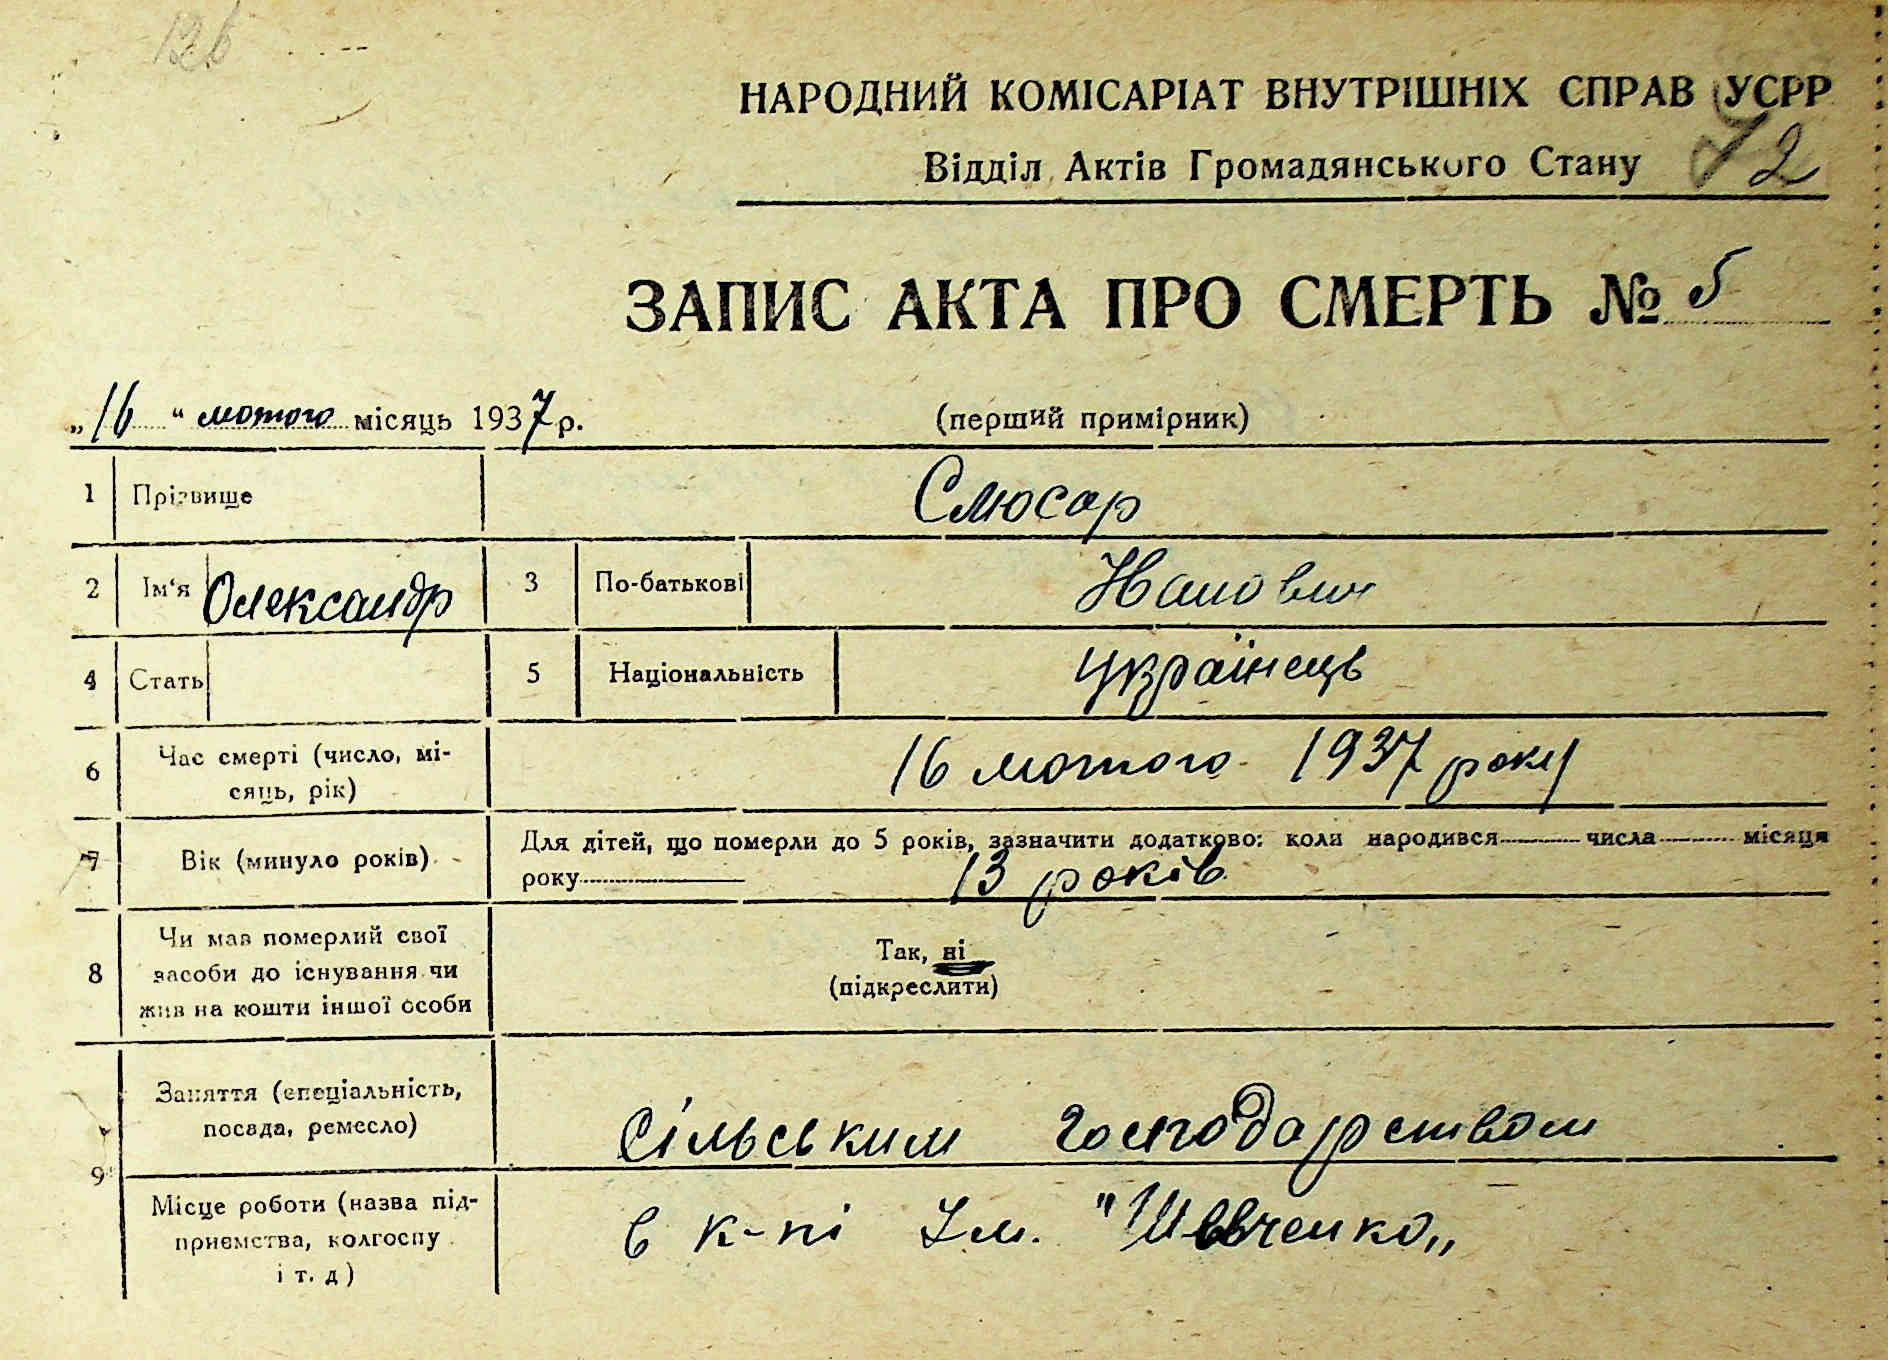 126
НАРОДНИЙ КОМІСАРІАТ ВНУТРІШНІХ СПРАВ УСРР
Відділ Актів Громадянського Стану
72
ЗАПИС АКТА ПРО СМЕРТЬ № 5
„16“ лютого місяць 1937 р.
(перший примірник)
1 Прізвище Слюсар
2 Ім'я Олександр 3 По-батькові
4 Стать 5 Національність Українець
6 Час смерті (число, мі-
сяць, рік)
16 лютого 1937 року
7 Вік (минуло років)
Для дітей, що померли до 5 років, зазначити додатково: коли народився числа місяця
року 13 років
8 Чи мав померлий свої
засоби до існування чи
жив на кошти іншої особи
Так, ні
(підкреслити)
9 Заняття (спеціальність,
посада, ремесло)
Сільським господарством
Місце роботи (назва під-
приємства, колгоспу
і т. д)
в к-пі Ім. "Шевченко„